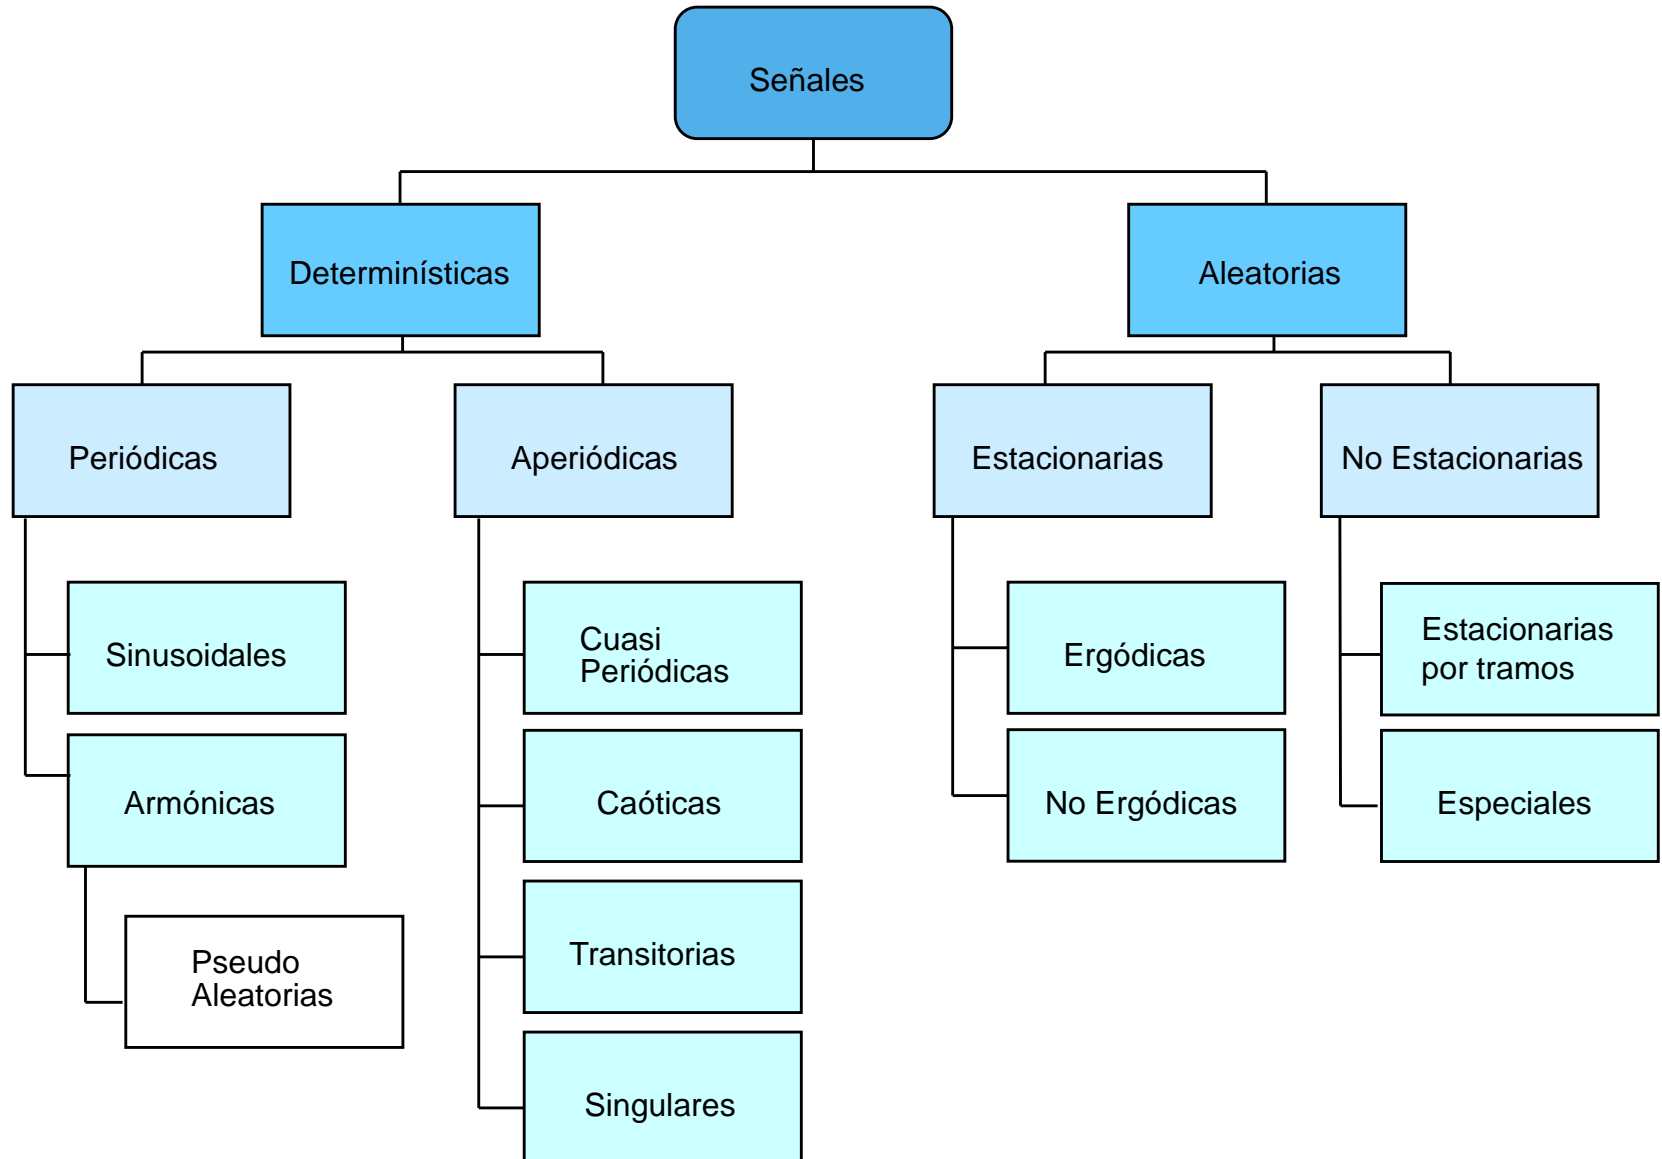 Señales
Determinísticas
Aleatorias
Periódicas
Aperiódicas
Estacionarias
No Estacionarias
Sinusoidales
Cuasi
Periódicas
Ergódicas
Estacionarias
por tramos
Armónicas
Caóticas
No Ergódicas
Especiales
Pseudo
Aleatorias
Transitorias
Singulares